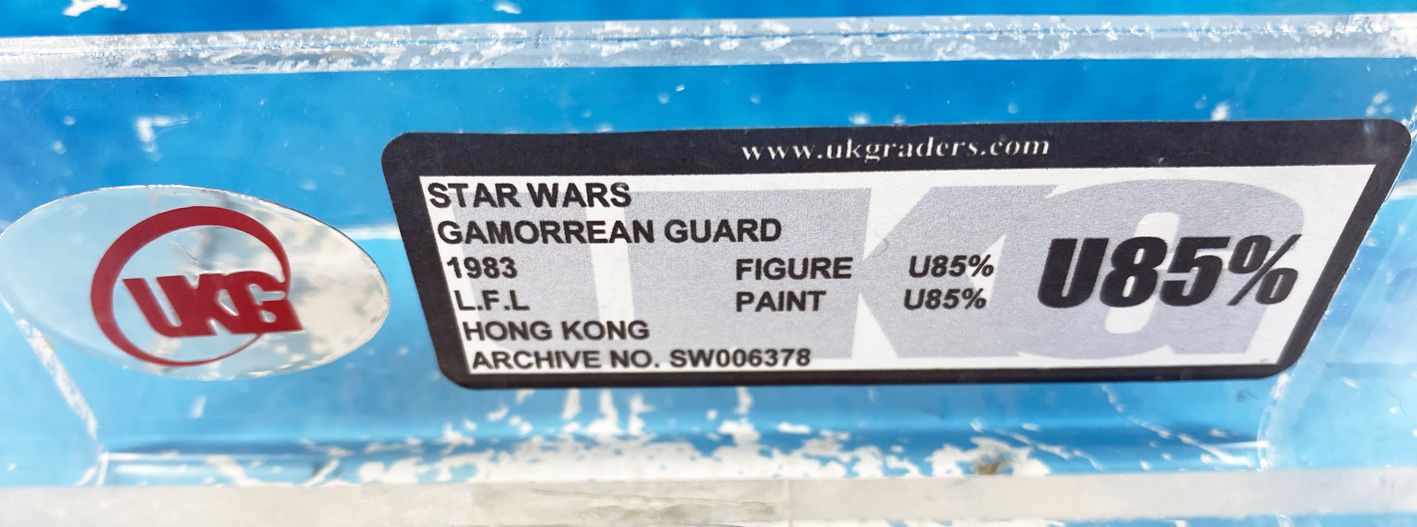 www.ukgraders.com
UKG
STAR WARS
GAMORREAN GUARD
1983
L.F.L
HONG KONG
ARCHIVE NO. SW006378
FIGURE U85%
PAINT U85%
U85%
UKG